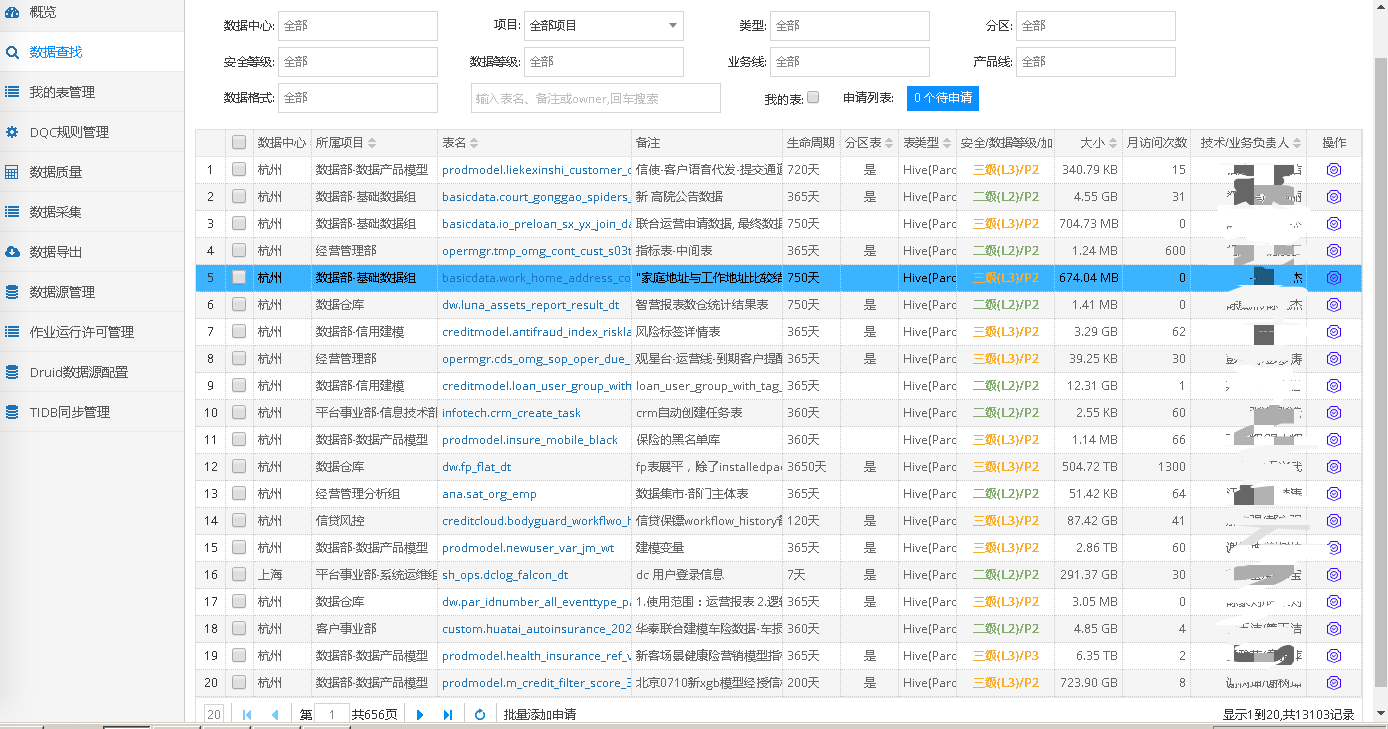 概览
数据查找
我的表管理
DQC规则管理
数据质量
数据采集
数据导出
数据源管理
作业运行许可管理
Druid数据源配置
TIDB同步管理
数据中心: 全部 项目: 全部项目 类型: 全部 分区: 全部
安全等级: 全部 数据等级: 全部 业务线: 全部 产品线: 全部
数据格式: 全部 输入表名、备注或owner,回车搜索 我的表: 申请列表: 0 个待申请
数据中心 所属项目 表名 备注 生命周期 分区表 表类型 安全/数据等级/加 大小 月访问次数 技术/业务负责人 操作
1 杭州 数据部-数据产品模型 prodmodel.liekexinshi_customer_ 信使-客户语音代发-提交通 720天 是 Hive(Parc 三级(L3)/P2 340.79 KB 15
2 杭州 数据部-基础数据组 basicdata.court_gonggao_spiders_ 新 高院公告数据 365天 是 Hive(Parc 二级(L2)/P2 4.55 GB 31
3 杭州 数据部-基础数据组 basicdata.io_preloan_sx_yx_join_da 联合运营申请数据, 最终数据 365天 Hive(Parc 三级(L3)/P2 704.73 MB 0
4 杭州 经营管理部 opermgr.tmp_omg_cont_cust_s03t 指标表-中间表 365天 是 Hive(Parc 二级(L2)/P2 1.24 MB 600
5 杭州 数据部-基础数据组 basicdata.work_home_address_co "家庭地址与工作地址比较结 750天 Hive(Parc 三级(L3)/P2 674.04 MB 0 杰
6 杭州 数据仓库 dw.luna_assets_report_result_dt 智营报表数仓统计结果表 750天 是 Hive(Parc 二级(L2)/P2 1.41 MB 0 杰
7 杭州 数据部-信用建模 creditmodel.antifraud_index_riskla 风险标签详情表 365天 是 Hive(Parc 三级(L3)/P2 3.29 GB 62
8 杭州 经营管理部 opermgr.cds_omg_sop_oper_due_ 观星台-运营线-到期客户提醒 365天 是 Hive(Parc 三级(L3)/P2 39.25 KB 30 涛
9 杭州 数据部-信用建模 creditmodel.loan_user_group_with loan_user_group_with_tag_ 365天 Hive(Parc 二级(L2)/P2 12.31 GB 1
10 杭州 平台事业部-信息技术部 infotech.crm_create_task crm自动创建任务表 360天 Hive(Parc 二级(L2)/P2 2.55 KB 60
11 杭州 数据部-数据产品模型 prodmodel.insure_mobile_black 保险的黑名单库 360天 Hive(Parc 三级(L3)/P2 1.14 MB 66
12 杭州 数据仓库 dw.fp_flat_dt fp表展平，除了installedpac 3650天 是 Hive(Parc 三级(L3)/P2 504.72 TB 1300
13 杭州 经营管理分析组 ana.sat_org_emp 数据集市-部门主体表 365天 Hive(Parc 二级(L2)/P2 51.42 KB 64
14 杭州 信贷风控 creditcloud.bodyguard_workflwo_h 信贷保镖workflow_history 120天 是 Hive(Parc 三级(L3)/P2 87.42 GB 41
15 杭州 数据部-数据产品模型 prodmodel.newuser_var_jm_wt 建模变量 365天 是 Hive(Parc 三级(L3)/P2 2.86 TB 60
16 上海 平台事业部-系统运维组 sh_ops.dclog_falcon_dt dc 用户登录信息 7天 是 Hive(Parc 二级(L2)/P2 291.37 GB 30 宝
17 杭州 数据仓库 dw.par_idnumber_all_eventtype_pa 1.使用范围：运营报表 2.逻辑 365天 是 Hive(Parc 三级(L3)/P2 3.05 MB 0
18 杭州 客户事业部 custom.huatai_autoinsurance_202 华泰联合建模车险数据-车损 360天 Hive(Parc 二级(L2)/P2 4.85 GB 4 洁
19 杭州 数据部-数据产品模型 prodmodel.health_insurance_ref_v 新客场景健康险营销模型指标 365天 是 Hive(Parc 三级(L3)/P3 6.35 TB 2
20 杭州 数据部-数据产品模型 prodmodel.m_credit_filter_score_3 北京0710新xgb模型经授信 200天 是 Hive(Parc 三级(L3)/P2 723.90 GB 8
20 第 1 共656页 批量添加申请 显示1到20,共13103记录